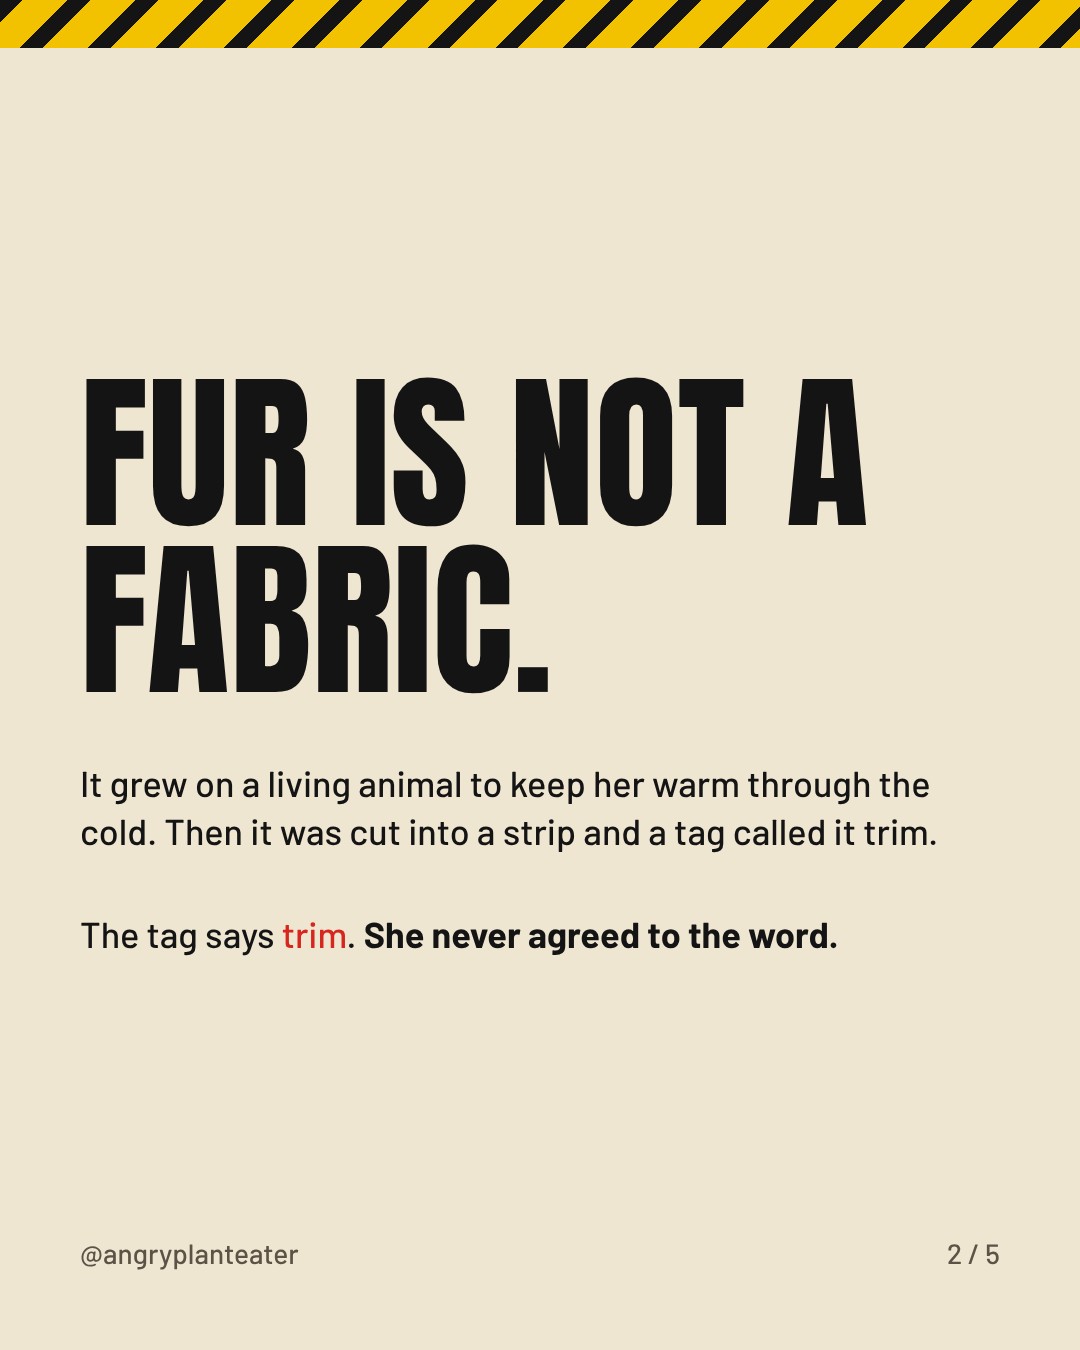 FUR IS NOT A
FABRIC.
It grew on a living animal to keep her warm through the
cold. Then it was cut into a strip and a tag called it trim.
The tag says trim. She never agreed to the word.
@angryplanteater
2 / 5